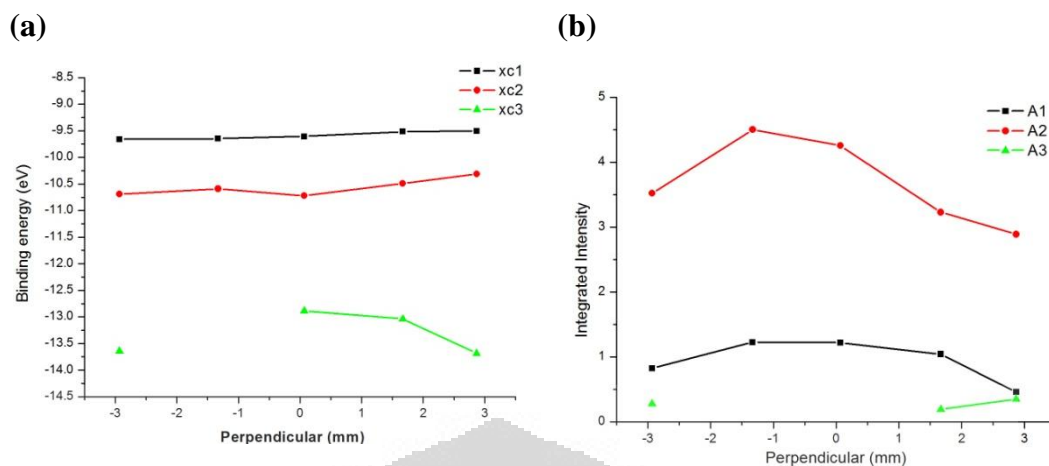 (a)
(b)
xc1
xc2
xc3
-8.5
-9.0
-9.5
-10.0
-10.5
-11.0
-11.5
-12.0
-12.5
-13.0
-13.5
-14.0
-14.5
Binding energy (eV)
-3 -2 -1 0 1 2 3
Perpendicular (mm)
A1
A2
A3
5
4
3
2
1
0
Integrated Intensity
-3 -2 -1 0 1 2 3
Perpendicular (mm)